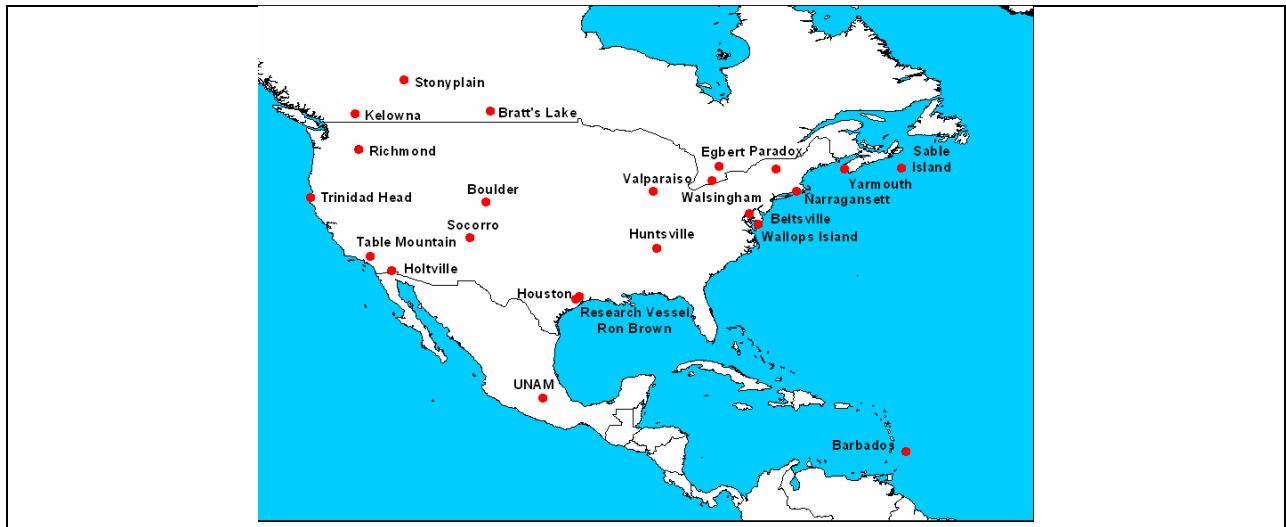 Stonyplain
Kelowna
Bratt's Lake
Richmond
Egbert
Paradox
Sable
Island
Valparaiso
Walsingham
Yarmouth
Narragansett
Trinidad Head
Boulder
Beltsville
Wallops Island
Socorro
Huntsville
Table Mountain
Holtville
Houston
Research Vessel
Ron Brown
UNAM
Barbados